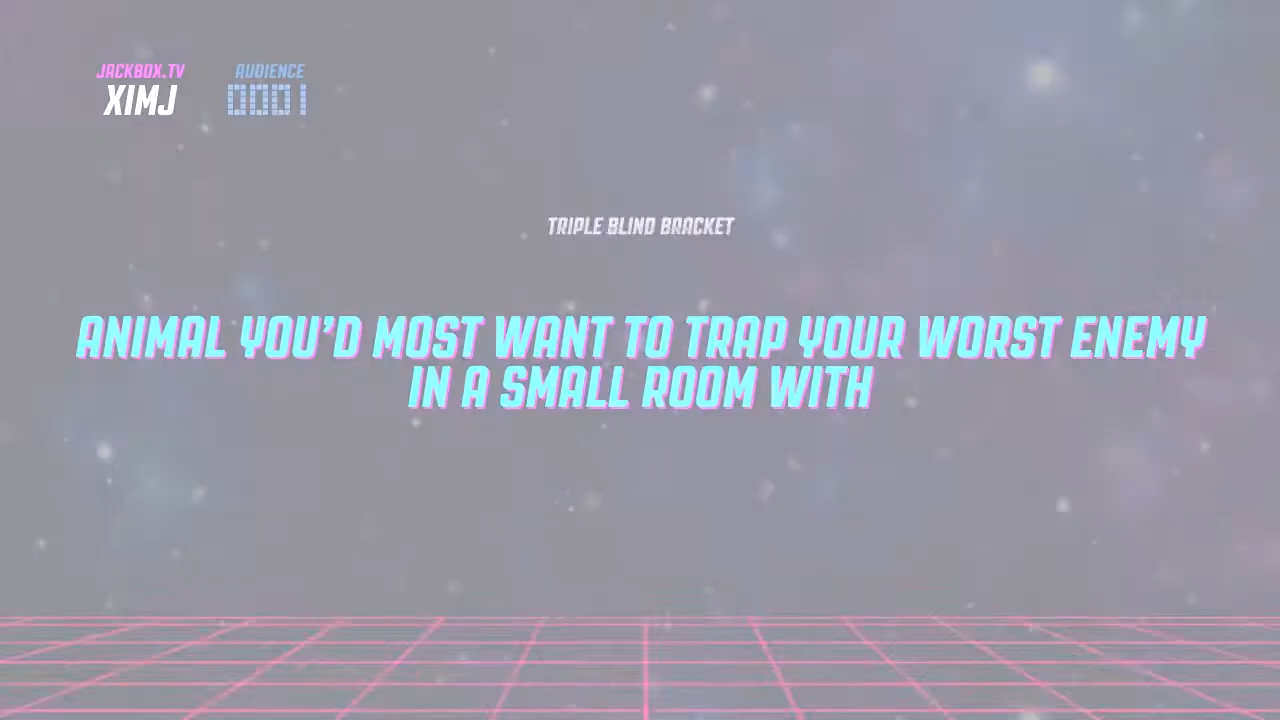 JACKBOX.TV
XIMJ
AUDIENCE
0001
TRIPLE BLIND BRACKET
ANIMAL YOU'D MOST WANT TO TRAP YOUR WORST ENEMY
IN A SMALL ROOM WITH